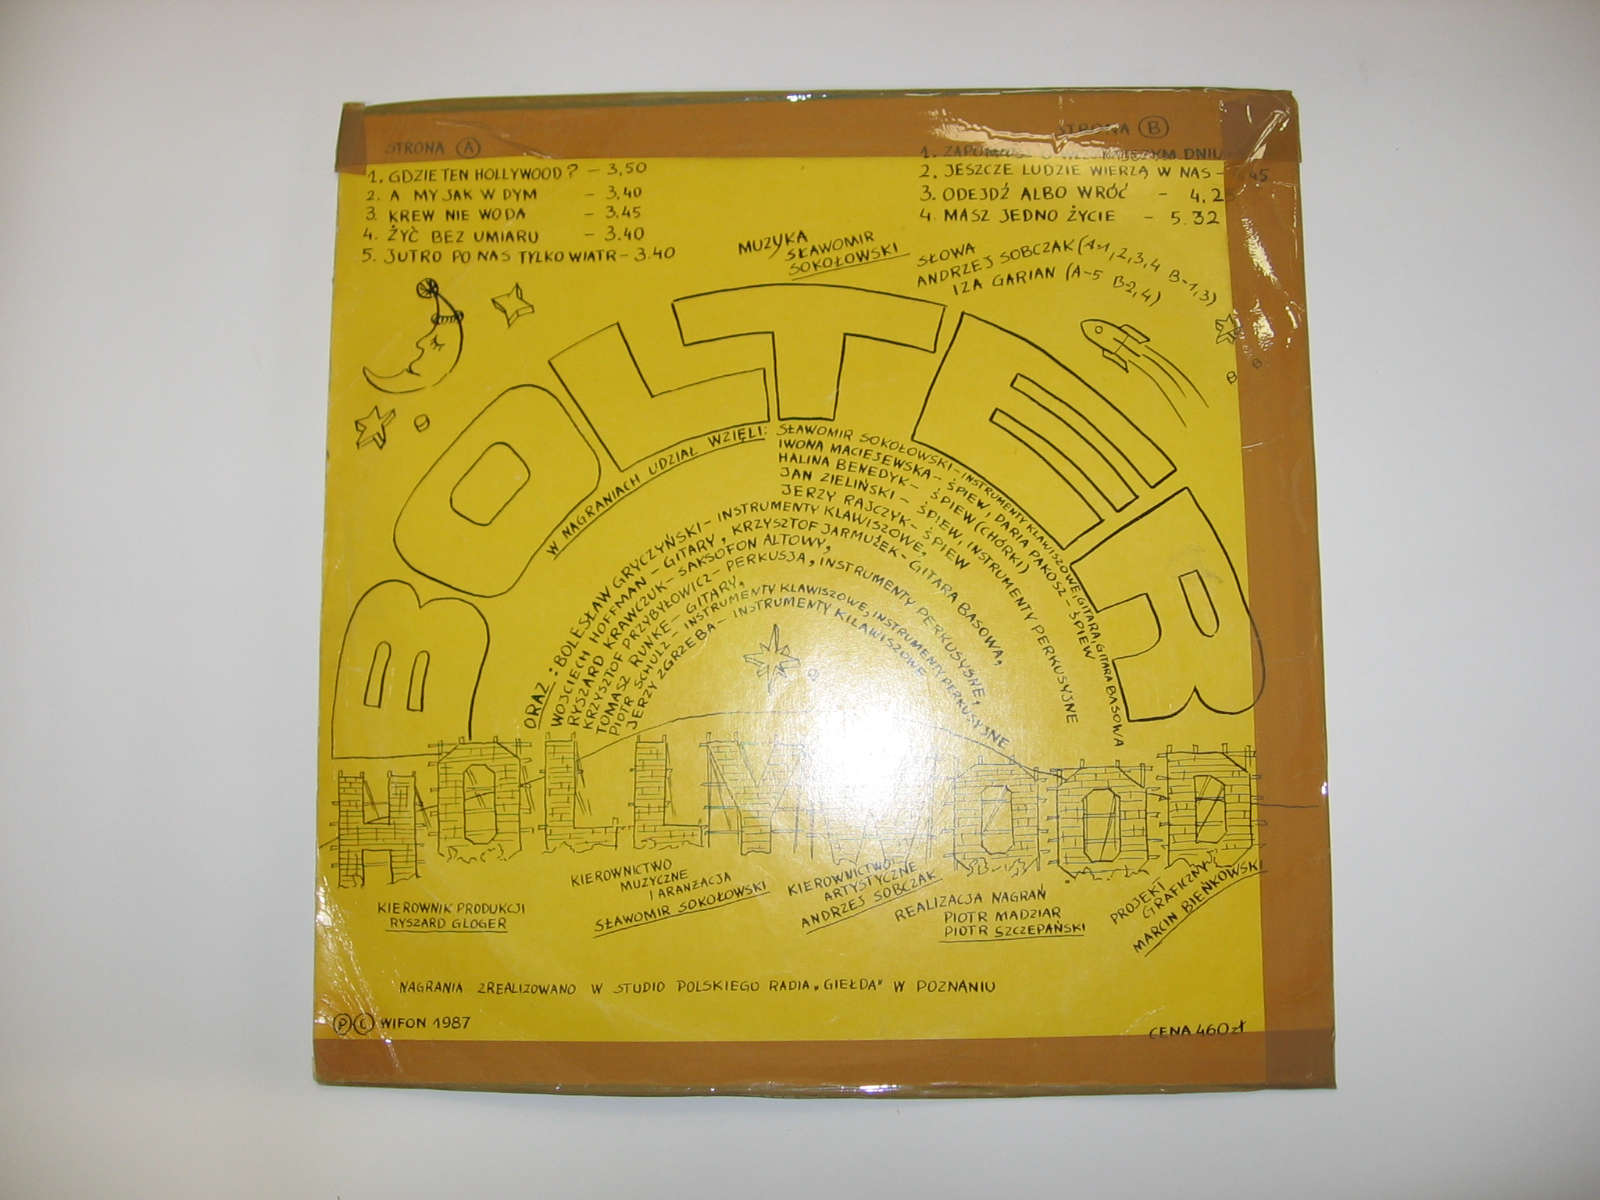 STRONA A
1. GDZIE TEN HOLLYWOOD? – 3,50
2. A MY JAK W DYM – 3,40
3. KREW NIE WODA – 3.45
4. ŻYĆ BEZ UMIARU – 3.40
5. JUTRO PO NAS TYLKO WIATR – 3.40
STRONA B
1. DNIU
2. JESZCZE LUDZIE WIERZĄ W NAS –
3. ODEJDŹ ALBO WRÓĆ –
4. MASZ JEDNO ŻYCIE – 5.32
MUZYKA
SŁAWOMIR
SOKOŁOWSKI
SŁOWA
ANDRZEJ SOBCZAK (A-1,2,3,4 B-1,3)
IZA GARIAN (A-5 B-2,4)
BOLTER
W NAGRANIACH UDZIAŁ WZIĘLI:
SŁAWOMIR SOKOŁOWSKI – INSTRUMENTY KLAWISZOWE, GITARA, GITARA BASOWA
IWONA MACIEJEWSKA – ŚPIEW, DARIA PAKOSZ – ŚPIEW
HALINA BENEDYK – ŚPIEW (CHÓRKI)
JAN ZIELIŃSKI – ŚPIEW, INSTRUMENTY PERKUSYJNE
JERZY RAJCZYK – ŚPIEW
ORAZ: BOLESŁAW GRYCZYŃSKI – INSTRUMENTY KLAWISZOWE,
WOJCIECH HOFFMAN – GITARY, KRZYSZTOF JARMUŻEK – GITARA BASOWA,
RYSZARD KRAWCZUK – SAKSOFON ALTOWY,
KRZYSZTOF PRZYBYŁOWICZ – PERKUSJA, INSTRUMENTY PERKUSYJNE,
TOMASZ RUNKE – GITARY,
PIOTR SCHULZ – INSTRUMENTY KLAWISZOWE, INSTRUMENTY PERKUSYJNE
JERZY ZGRZEBA – INSTRUMENTY KILAWISZOWE
HOLLYWOOD
KIEROWNIK PRODUKCJI
RYSZARD GLOGER
KIEROWNICTWO
MUZYCZNE
I ARANŻACJA
SŁAWOMIR SOKOŁOWSKI
KIEROWNICTWO
ARTYSTYCZNE
ANDRZEJ SOBCZAK
REALIZACJA NAGRAŃ
PIOTR MADZIAR
PIOTR SZCZEPAŃSKI
PROJEKT
GRAFICZNY
MARCIN BIEŃKOWSKI
NAGRANIA ZREALIZOWANO W STUDIO POLSKIEGO RADIA „GIEŁDA" W POZNANIU
Ⓟ Ⓒ WIFON 1987
CENA 460 zł